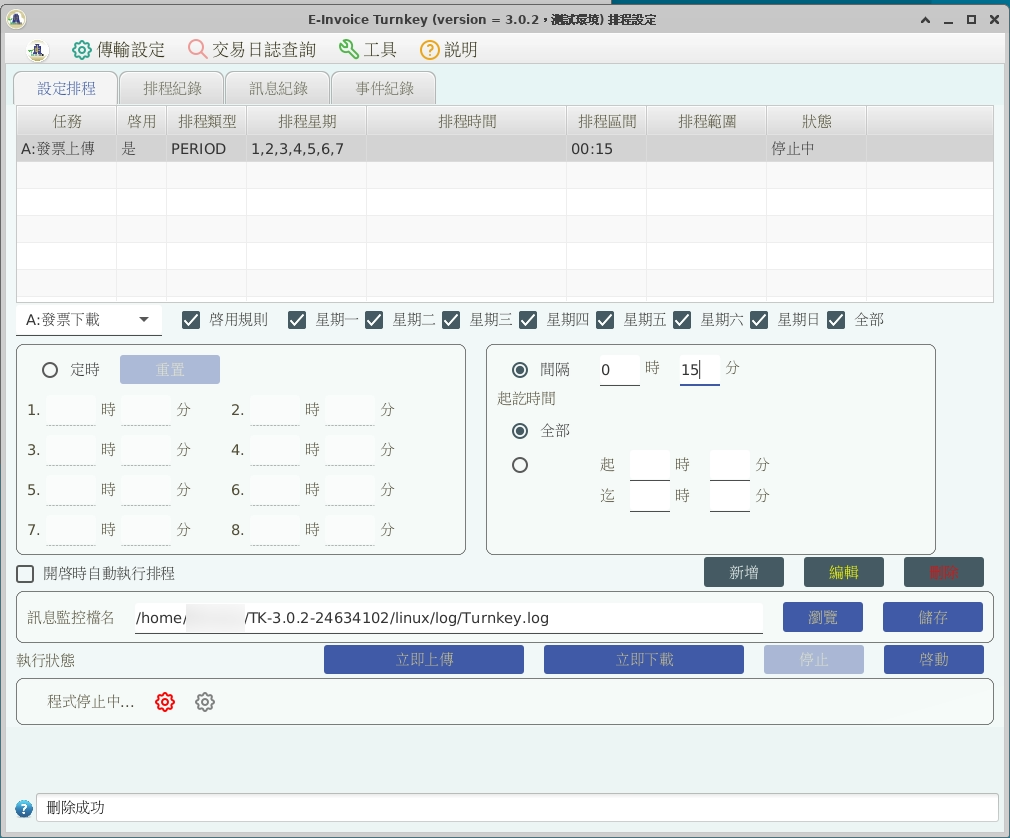 E-Invoice Turnkey (version = 3.0.2，測試環境) 排程設定
傳輸設定 交易日誌查詢 工具 說明
設定排程 排程紀錄 訊息紀錄 事件紀錄
任務 啓用 排程類型 排程星期 排程時間 排程區間 排程範圍 狀態
A:發票上傳 是 PERIOD 1,2,3,4,5,6,7 00:15 停止中
A:發票下載 啓用規則 星期一 星期二 星期三 星期四 星期五 星期六 星期日 全部
定時 重置
1. 時 分 2. 時 分
3. 時 分 4. 時 分
5. 時 分 6. 時 分
7. 時 分 8. 時 分
間隔 0 時 15 分
起訖時間
全部
起 時 分
迄 時 分
開啓時自動執行排程 新增 編輯 刪除
訊息監控檔名 /home/ /TK-3.0.2-24634102/linux/log/Turnkey.log 瀏覽 儲存
執行狀態 立即上傳 立即下載 停止 啓動
程式停止中...
刪除成功